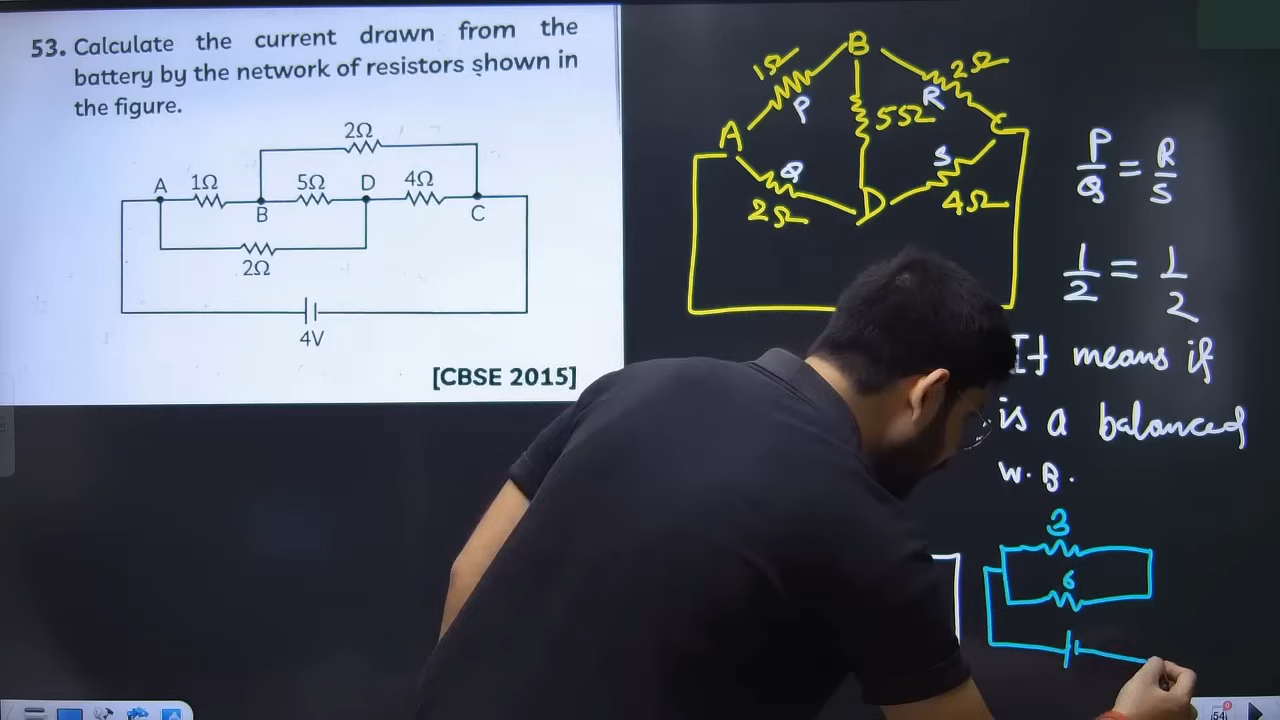 53. Calculate the current drawn from the
battery by the network of resistors shown in
the figure.
2Ω
A 1Ω 5Ω D 4Ω
B C
2Ω
4V
[CBSE 2015]
B
1Ω 2Ω
P R
5Ω
A C
Q S
2Ω D 4Ω
P/Q = R/S
1/2 = 1/2
It means if
is a balanced
W.B.
3
6
54